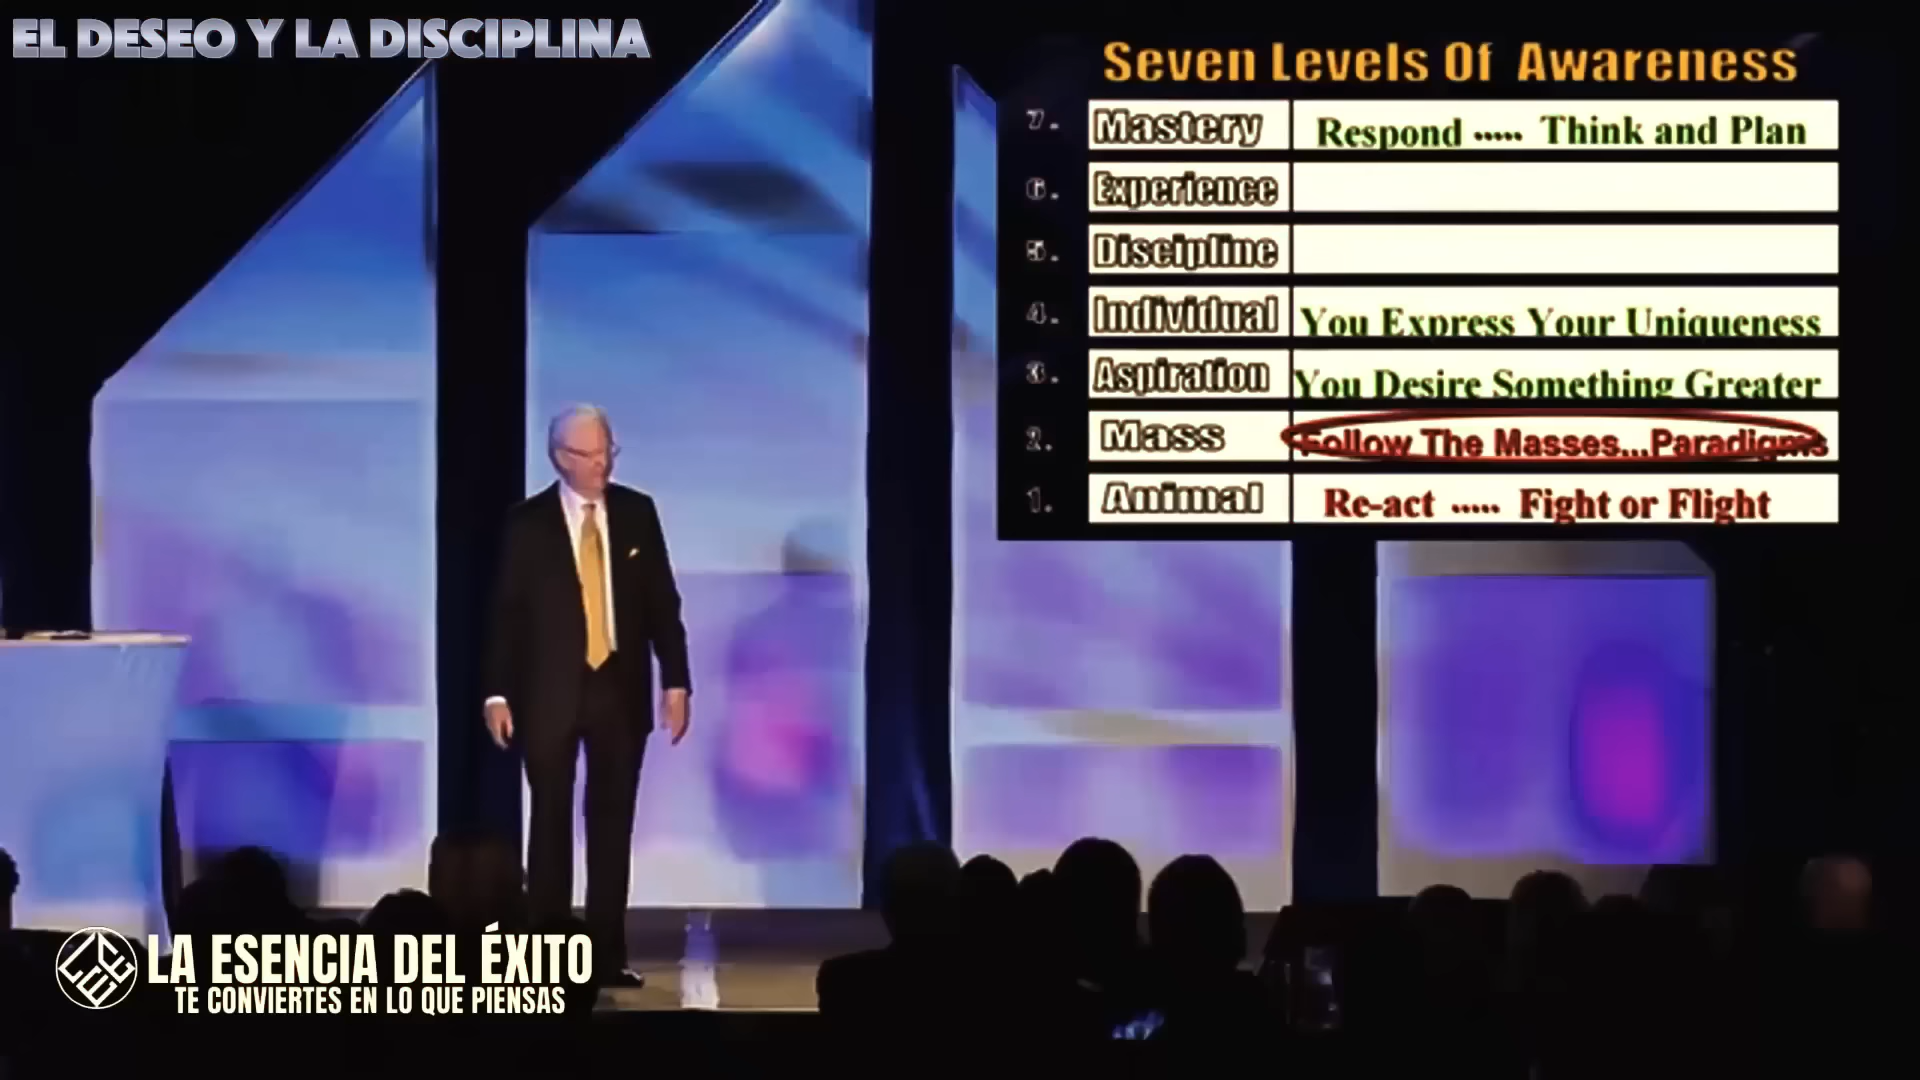 EL DESEO Y LA DISCIPLINA
Seven Levels Of Awareness
7. Mastery Respond ..... Think and Plan
6. Experience
5. Discipline
4. Individual You Express Your Uniqueness
3. Aspiration You Desire Something Greater
2. Mass Follow The Masses...Paradigms
1. Animal Re-act ..... Fight or Flight
LA ESENCIA DEL ÉXITO
TE CONVIERTES EN LO QUE PIENSAS